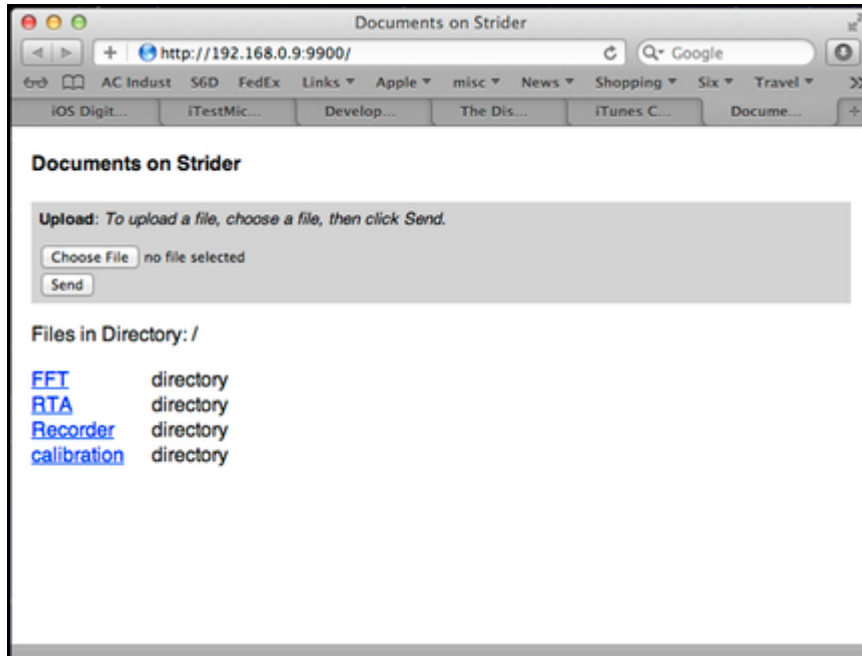 Documents on Strider
http://192.168.0.9:9900/
Google
AC Indust S6D FedEx Links Apple misc News Shopping Six Travel
iOS Digit... iTestMic... Develop... The Dis... iTunes C... Docume...
Documents on Strider
Upload: To upload a file, choose a file, then click Send.
Choose File no file selected
Send
Files in Directory: /
FFT directory
RTA directory
Recorder directory
calibration directory